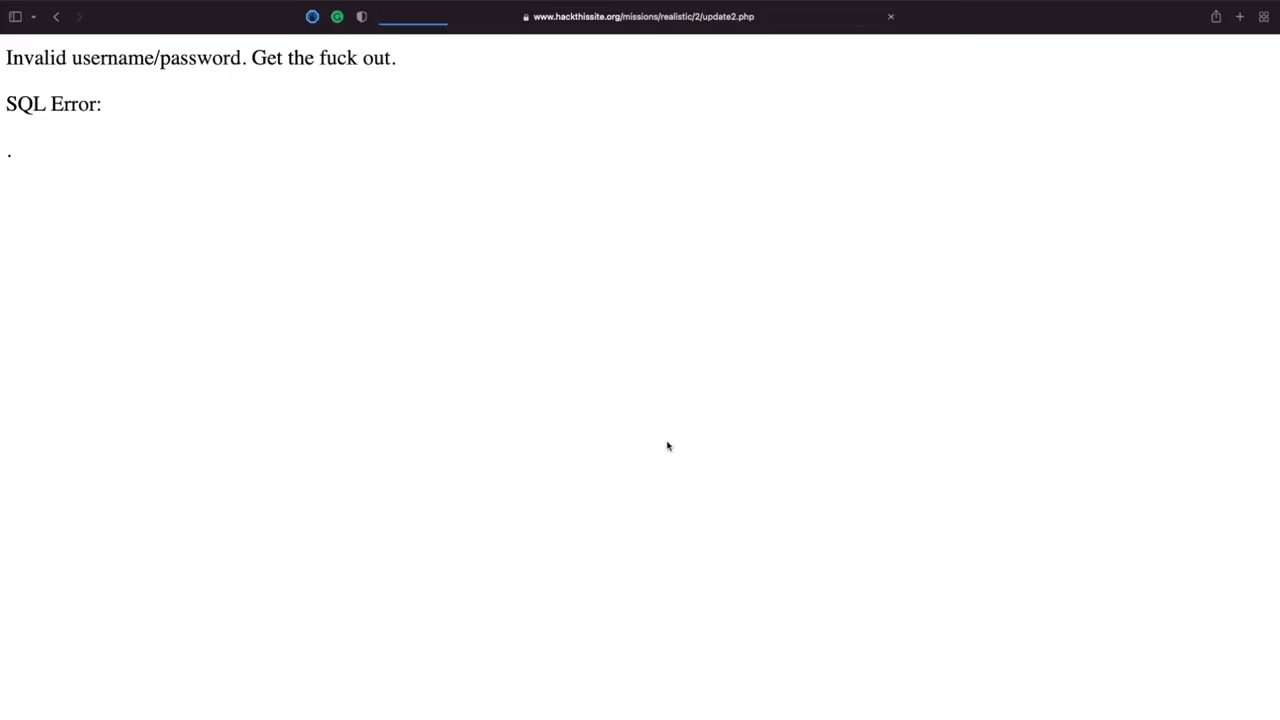 www.hackthissite.org/missions/realistic/2/update2.php
Invalid username/password. Get the fuck out.
SQL Error:
.